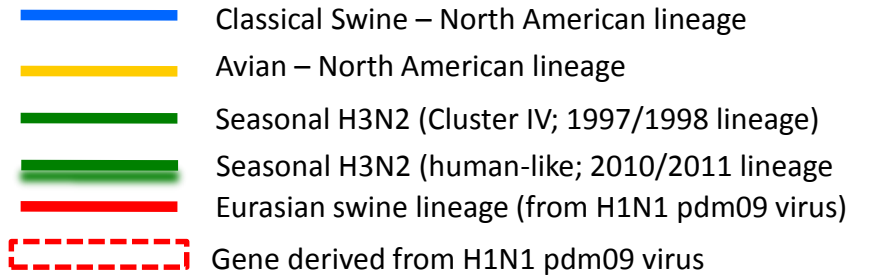 Classical Swine – North American lineage
Avian – North American lineage
Seasonal H3N2 (Cluster IV; 1997/1998 lineage)
Seasonal H3N2 (human-like; 2010/2011 lineage
Eurasian swine lineage (from H1N1 pdm09 virus)
Gene derived from H1N1 pdm09 virus